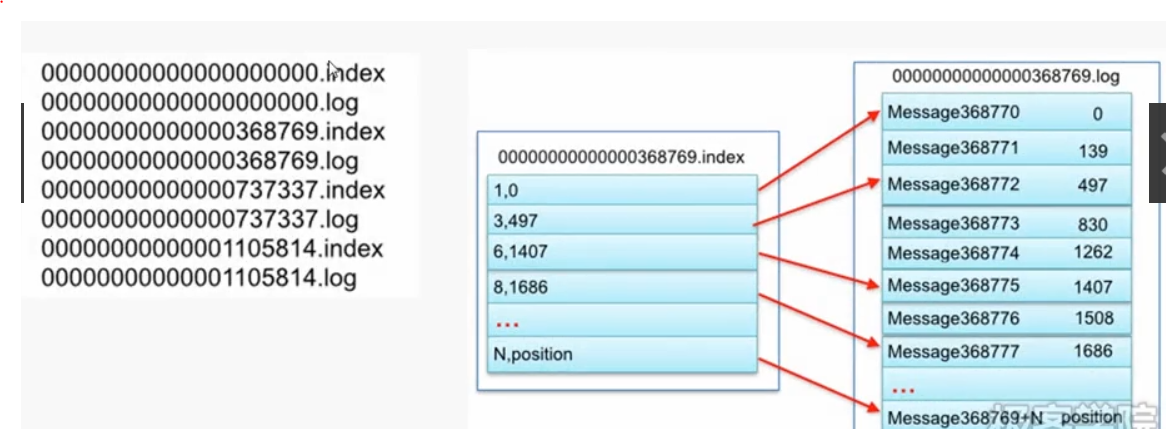 00000000000000000000.index
00000000000000000000.log
00000000000000368769.index
00000000000000368769.log
00000000000000737337.index
00000000000000737337.log
00000000000001105814.index
00000000000001105814.log
00000000000000368769.index
1,0
3,497
6,1407
8,1686
...
N,position
00000000000000368769.log
Message368770 0
Message368771 139
Message368772 497
Message368773 830
Message368774 1262
Message368775 1407
Message368776 1508
Message368777 1686
...
Message368769+N position